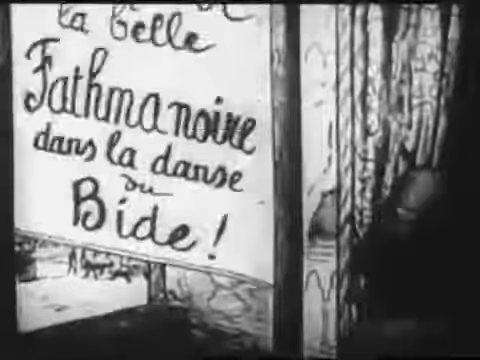 la belle
Fathma noire
dans la danse
du
Bide !